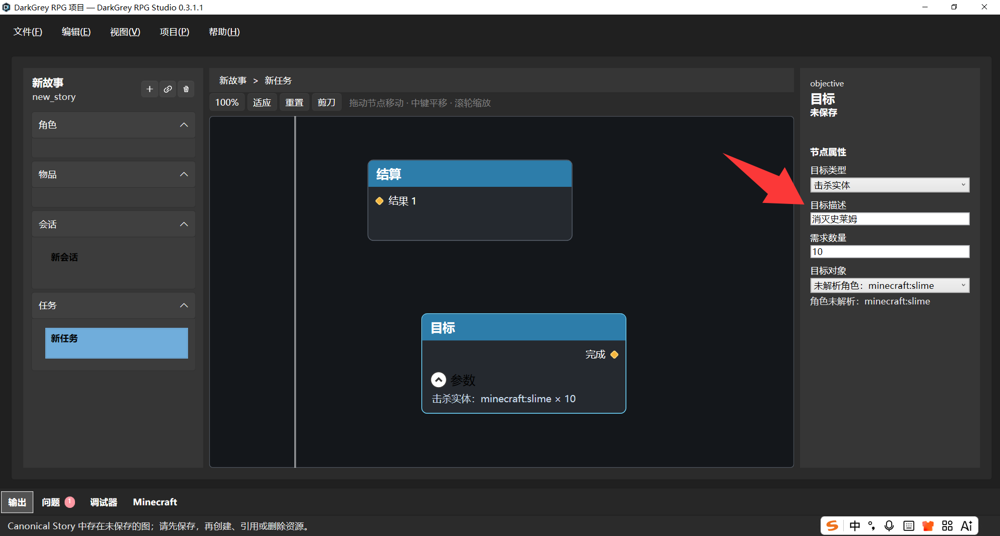 DarkGrey RPG 项目 — DarkGrey RPG Studio 0.3.1.1
文件(F) 编辑(E) 视图(V) 项目(P) 帮助(H)
新故事
new_story
角色
物品
会话
新会话
任务
新任务
新故事 > 新任务
100% 适应 重置 剪刀 拖动节点移动 · 中键平移 · 滚轮缩放
结算
结果 1
目标
完成
参数
击杀实体：minecraft:slime × 10
objective
目标
未保存
节点属性
目标类型
击杀实体
目标描述
消灭史莱姆
需求数量
10
目标对象
未解析角色：minecraft:slime
角色未解析：minecraft:slime
输出 问题 1 调试器 Minecraft
Canonical Story 中存在未保存的图；请先保存，再创建、引用或删除资源。
S 中 Ai